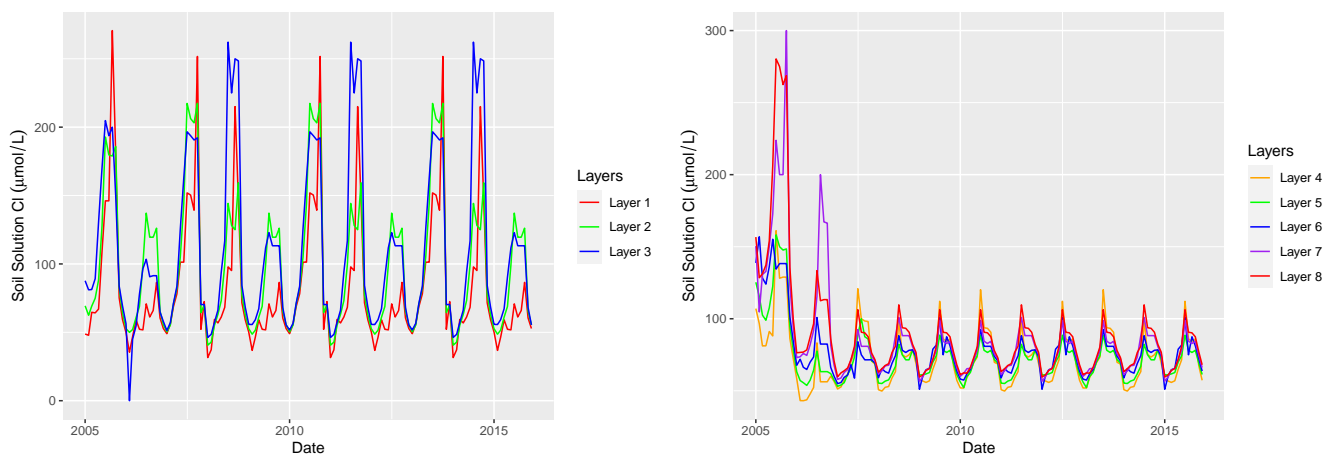 Soil Solution Cl (μmol/L)
200
100
0
2005
2010
2015
Date
Layers
Layer 1
Layer 2
Layer 3
Soil Solution Cl (μmol/L)
300
200
100
2005
2010
2015
Date
Layers
Layer 4
Layer 5
Layer 6
Layer 7
Layer 8